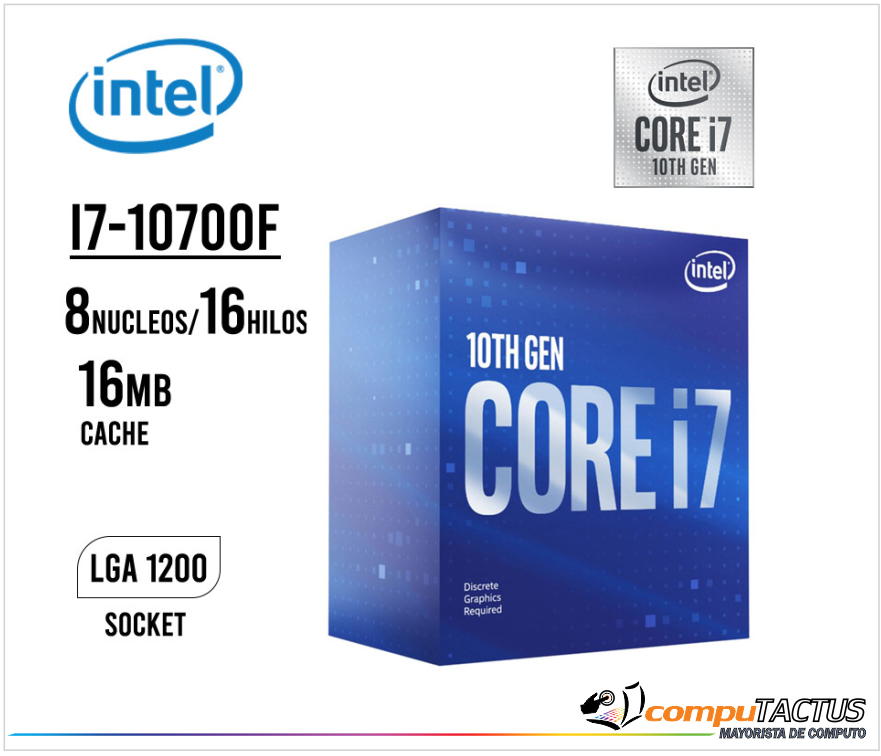 intel®
intel®
CORE™ i7
10TH GEN
I7-10700F
8NUCLEOS/16HILOS
16MB
CACHE
LGA 1200
SOCKET
intel®
10TH GEN
CORE i7
Discrete
Graphics
Required
compuTACTUS
MAYORISTA DE COMPUTO